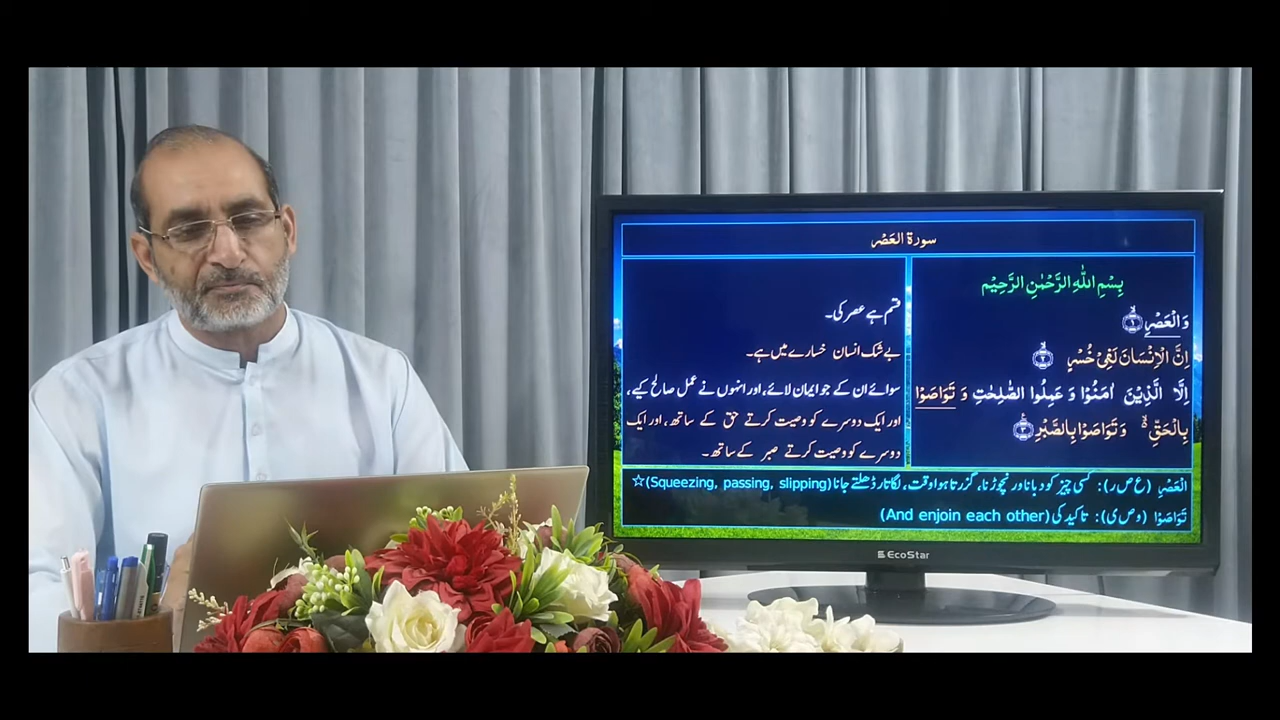 سورۃ العَصْر
بِسْمِ اللّٰهِ الرَّحْمٰنِ الرَّحِيْمِ
وَالْعَصْرِۙ ١
اِنَّ الْاِنْسَانَ لَفِيْ خُسْرٍۙ ٢
اِلَّا الَّذِيْنَ اٰمَنُوْا وَ عَمِلُوا الصّٰلِحٰتِ وَ تَوَاصَوْا
بِالْحَقِّ ۙ وَ تَوَاصَوْا بِالصَّبْرِ ٣
قسم ہے عصر کی۔
بے شک انسان خسارے میں ہے۔
سوائے ان کے جو ایمان لائے، اور انہوں نے عمل صالح کیے،
اور ایک دوسرے کو وصیت کرتے حق کے ساتھ، اور ایک
دوسرے کو وصیت کرتے صبر کے ساتھ۔
الْعَصْرِ (ع ص ر): کسی چیز کو دبانا اور نچوڑنا، گزرتا ہوا وقت، لگاتار ڈھلتے جانا (Squeezing, passing, slipping)☆
تَوَاصَوْا (و ص ی): تاکید کی (And enjoin each other)
EcoStar